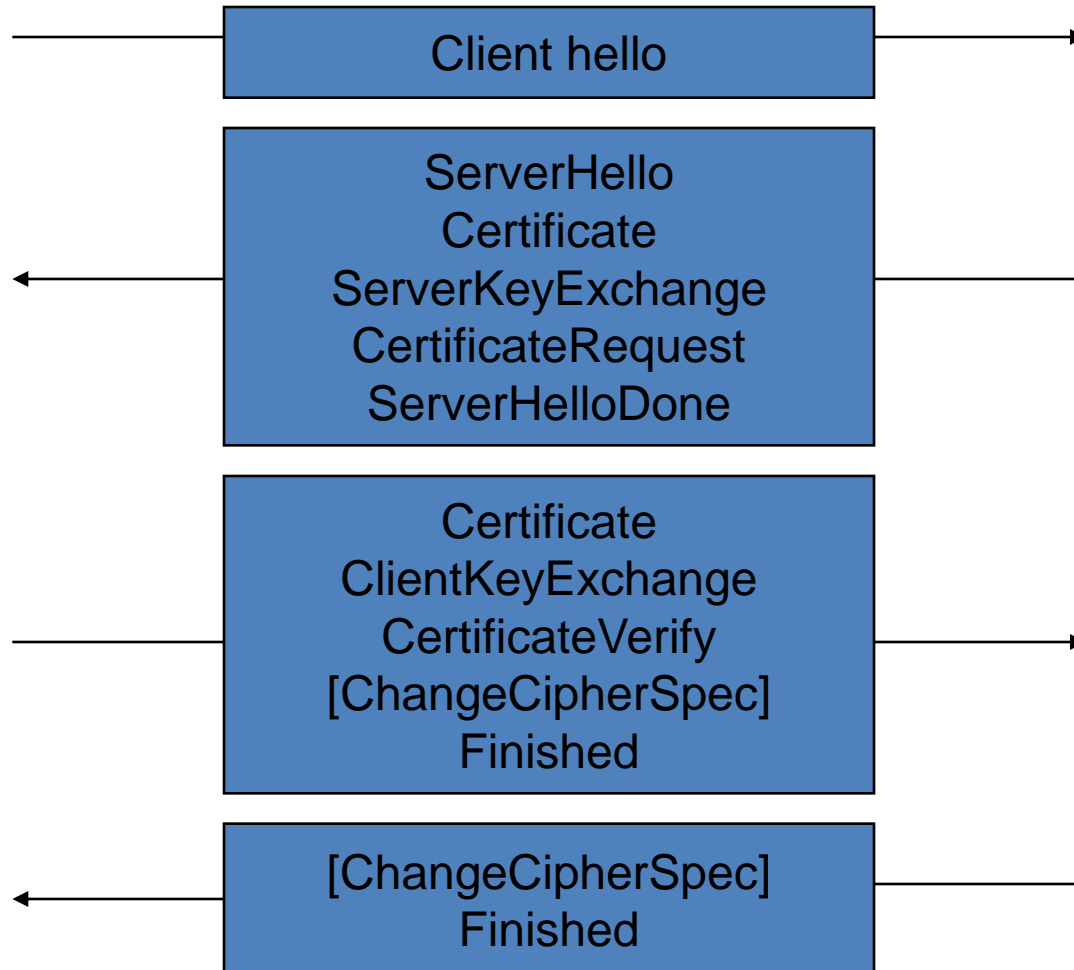 Client hello
ServerHello
Certificate
ServerKeyExchange
CertificateRequest
ServerHelloDone
Certificate
ClientKeyExchange
CertificateVerify
[ChangeCipherSpec]
Finished
[ChangeCipherSpec]
Finished